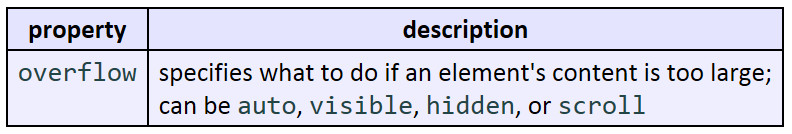 property description
overflow specifies what to do if an element's content is too large;
can be auto, visible, hidden, or scroll